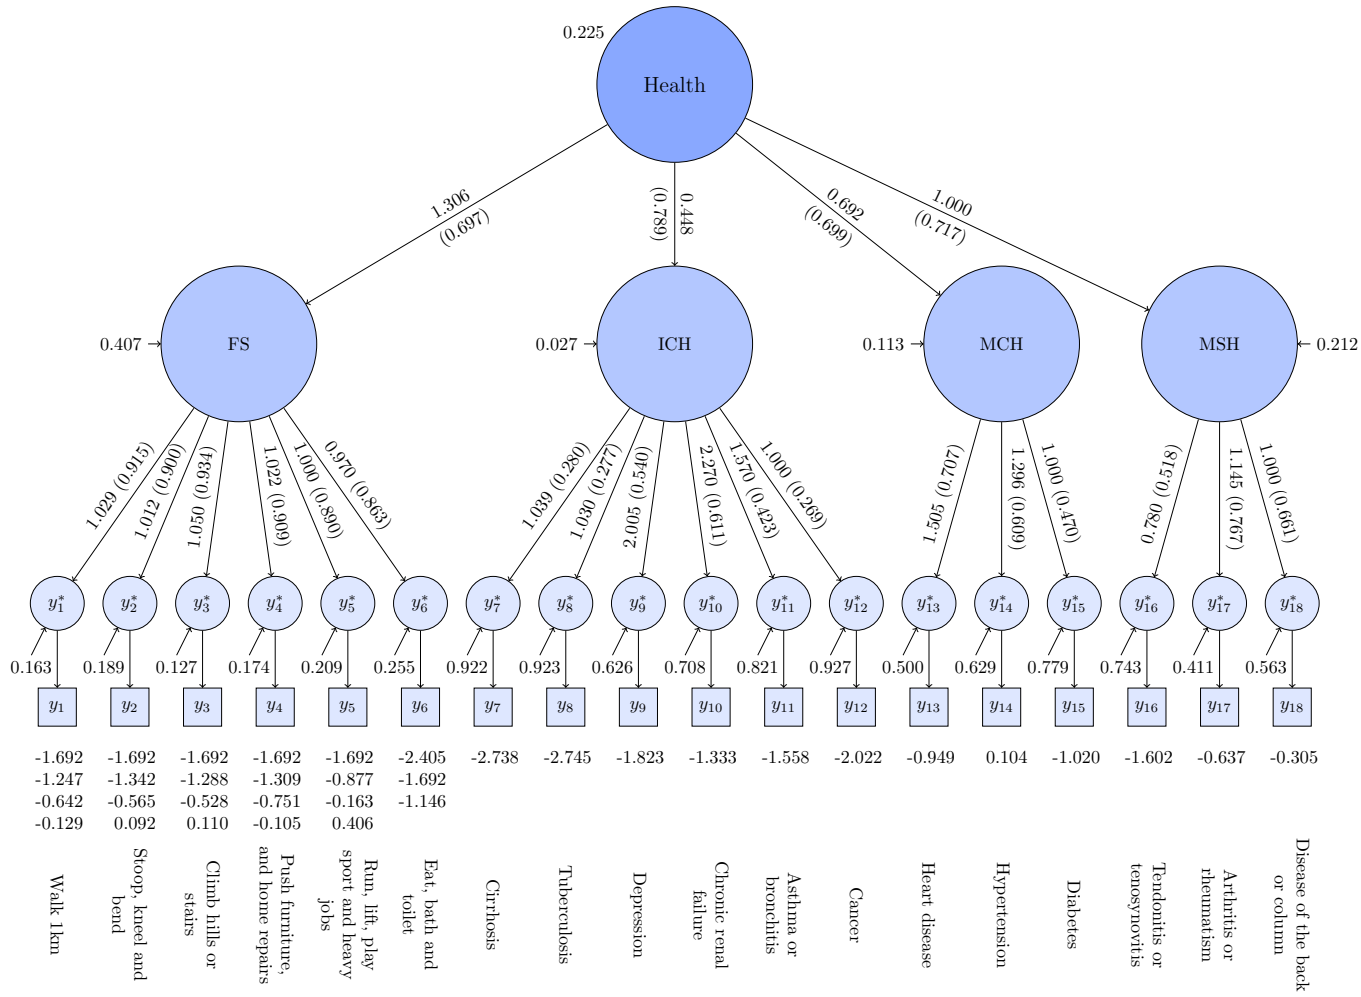 0.225
Health
1.306
(0.697)
0.448
(0.789)
0.692
(0.699)
1.000
(0.717)
0.407
FS
0.027
ICH
0.113
MCH
MSH
0.212
1.029 (0.915)
1.012 (0.900)
1.050 (0.934)
1.022 (0.909)
1.000 (0.890)
0.970 (0.863)
1.039 (0.280)
1.030 (0.277)
2.005 (0.540)
2.270 (0.611)
1.570 (0.423)
1.000 (0.269)
1.505 (0.707)
1.296 (0.609)
1.000 (0.470)
0.780 (0.518)
1.145 (0.767)
1.000 (0.661)
y*1 y*2 y*3 y*4 y*5 y*6 y*7 y*8 y*9 y*10 y*11 y*12 y*13 y*14 y*15 y*16 y*17 y*18
0.163 0.189 0.127 0.174 0.209 0.255 0.922 0.923 0.626 0.708 0.821 0.927 0.500 0.629 0.779 0.743 0.411 0.563
y1 y2 y3 y4 y5 y6 y7 y8 y9 y10 y11 y12 y13 y14 y15 y16 y17 y18
-1.692 -1.692 -1.692 -1.692 -1.692 -2.405 -2.738 -2.745 -1.823 -1.333 -1.558 -2.022 -0.949 0.104 -1.020 -1.602 -0.637 -0.305
-1.247 -1.342 -1.288 -1.309 -0.877 -1.692
-0.642 -0.565 -0.528 -0.751 -0.163 -1.146
-0.129 0.092 0.110 -0.105 0.406
Walk 1km
Stoop, kneel and
bend
Climb hills or
stairs
Push furniture,
and home repairs
Run, lift, play
sport and heavy
jobs
Eat, bath and
toilet
Cirrhosis
Tuberculosis
Depression
Chronic renal
failure
Asthma or
bronchitis
Cancer
Heart disease
Hypertension
Diabetes
Tendonitis or
tenosynovitis
Arthritis or
rheumatism
Disease of the back
or column